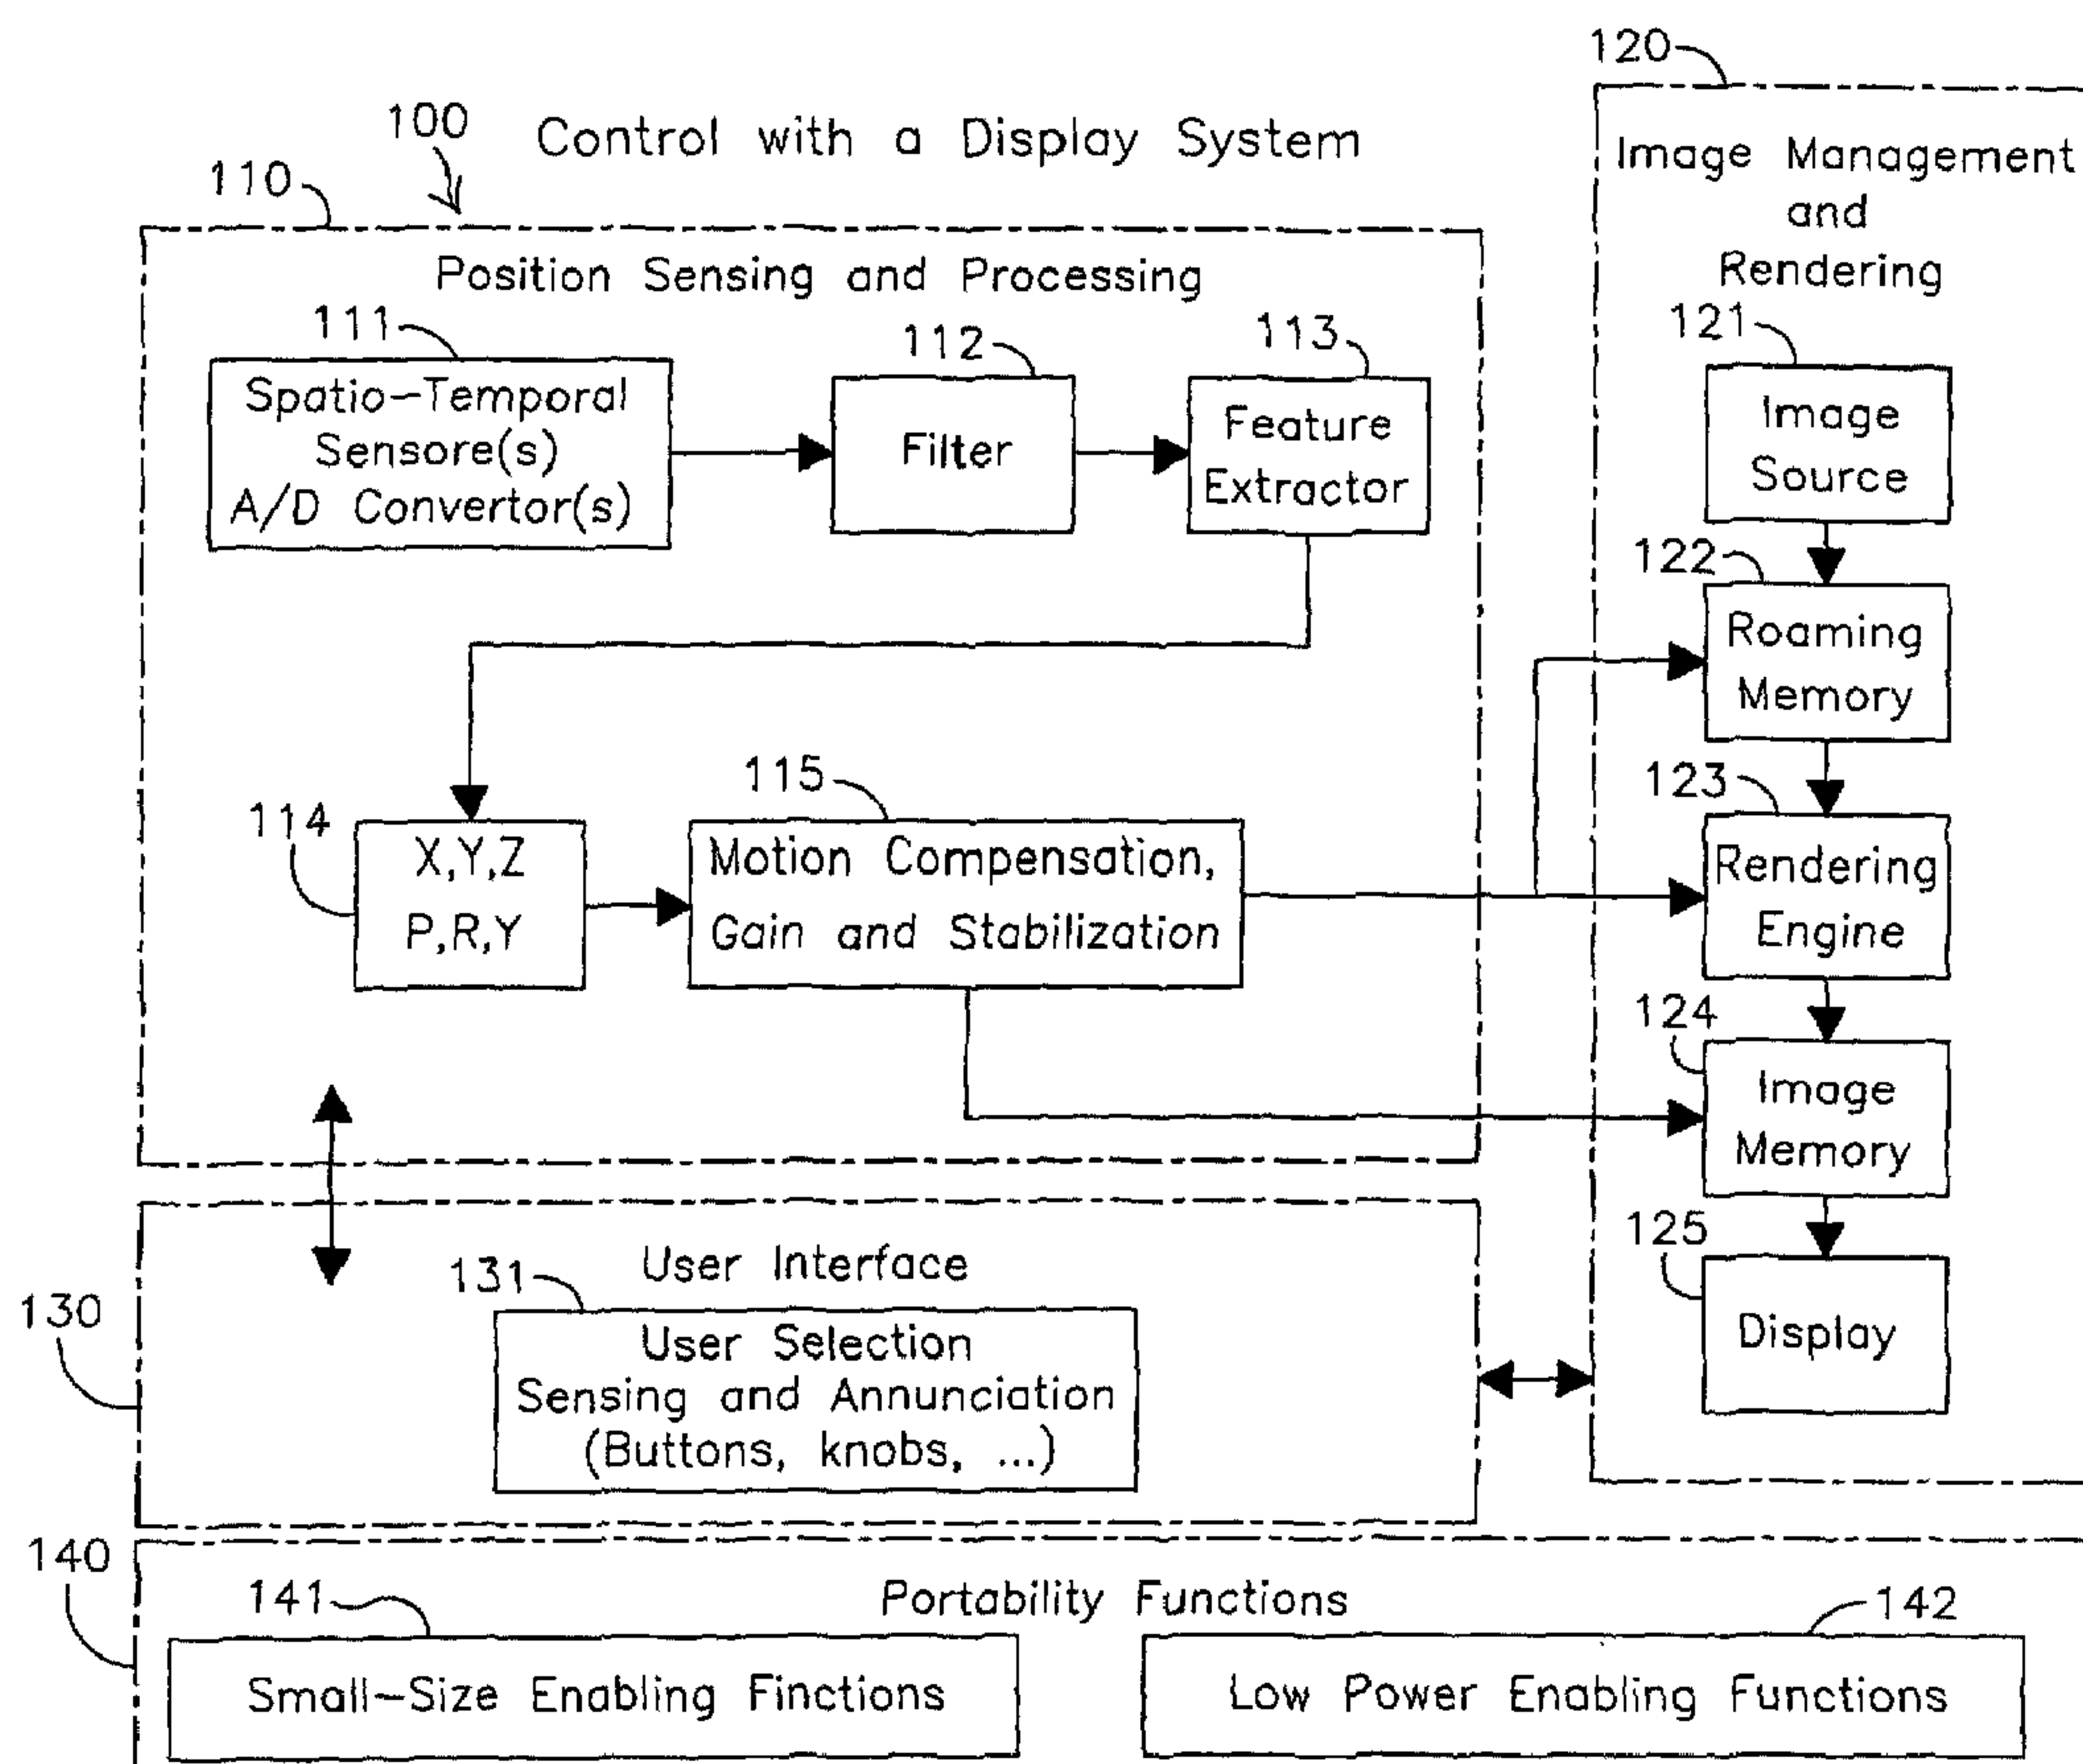 120
100
Control with a Display System
110
Image Management
and
Rendering
Position Sensing and Processing
111
112
113
121
Spatio-Temporal
Sensore(s)
A/D Convertor(s)
Filter
Feature
Extractor
Image
Source
122
Roaming
Memory
114
X,Y,Z
P,R,Y
115
Motion Compensation,
Gain and Stabilization
123
Rendering
Engine
124
Image
Memory
125
Display
130
User Interface
131
User Selection
Sensing and Annunciation
(Buttons, knobs, ...)
140
Portability Functions
141
Small-Size Enabling Finctions
142
Low Power Enabling Functions